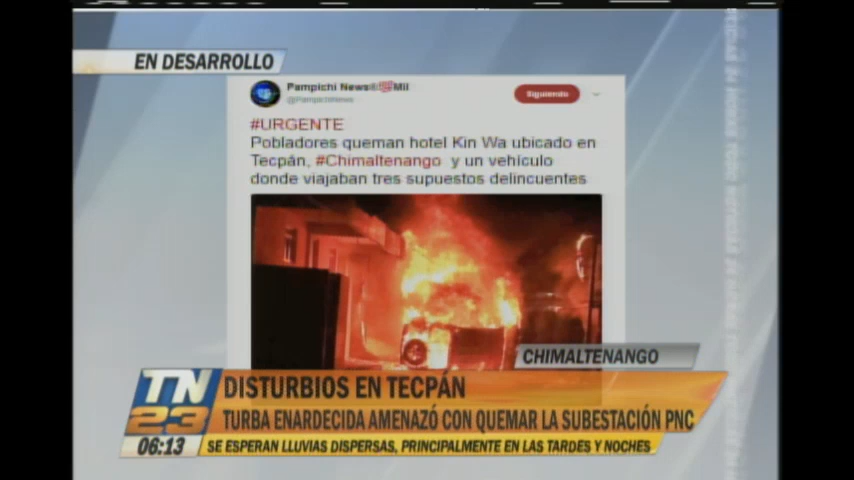 EN DESARROLLO
Pampichi News®💯Mil
@PampichiNews
Siguiendo
#URGENTE
Pobladores queman hotel Kin Wa ubicado en
Tecpán, #Chimaltenango y un vehículo
donde viajaban tres supuestos delincuentes
CHIMALTENANGO
TN
23
DISTURBIOS EN TECPÁN
TURBA ENARDECIDA AMENAZÓ CON QUEMAR LA SUBESTACIÓN PNC
06:13
SE ESPERAN LLUVIAS DISPERSAS, PRINCIPALMENTE EN LAS TARDES Y NOCHES